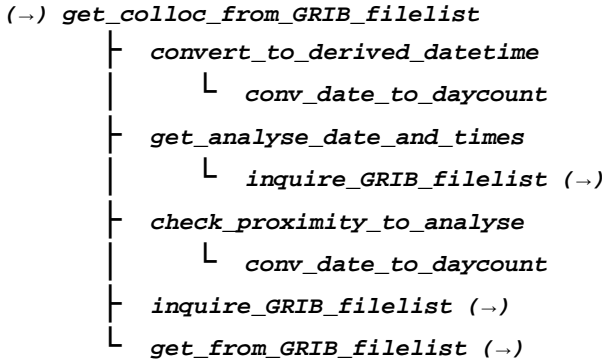 (→) get_colloc_from_GRIB_filelist
├ convert_to_derived_datetime
│ └ conv_date_to_daycount
├ get_analyse_date_and_times
│ └ inquire_GRIB_filelist (→)
├ check_proximity_to_analyse
│ └ conv_date_to_daycount
├ inquire_GRIB_filelist (→)
└ get_from_GRIB_filelist (→)